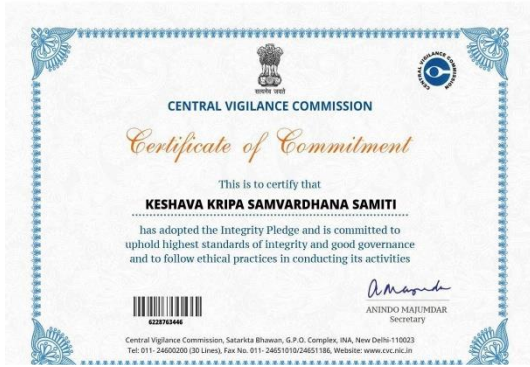 सत्यमेव जयते
CENTRAL VIGILANCE COMMISSION
CENTRAL VIGILANCE COMMISSION
Certificate of Commitment
This is to certify that
KESHAVA KRIPA SAMVARDHANA SAMITI
has adopted the Integrity Pledge and is committed to
uphold highest standards of integrity and good governance
and to follow ethical practices in conducting its activities
ANINDO MAJUMDAR
Secretary
6228763446
Central Vigilance Commission, Satarkta Bhawan, G.P.O. Complex, INA, New Delhi-110023
Tel: 011- 24600200 (30 Lines), Fax No. 011- 24651010/24651186, Website: www.cvc.nic.in